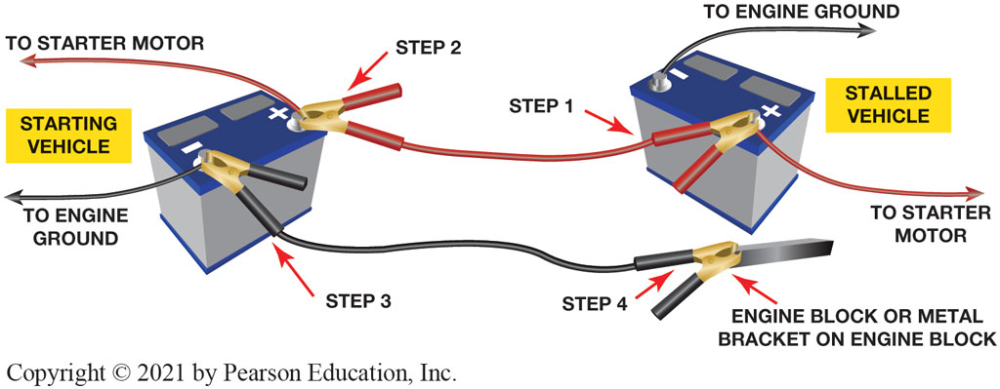 TO ENGINE GROUND
TO STARTER MOTOR
STEP 2
STEP 1
STALLED
VEHICLE
STARTING
VEHICLE
+
-
-
+
TO ENGINE
GROUND
TO STARTER
MOTOR
STEP 3
STEP 4
ENGINE BLOCK OR METAL
BRACKET ON ENGINE BLOCK
Copyright © 2021 by Pearson Education, Inc.